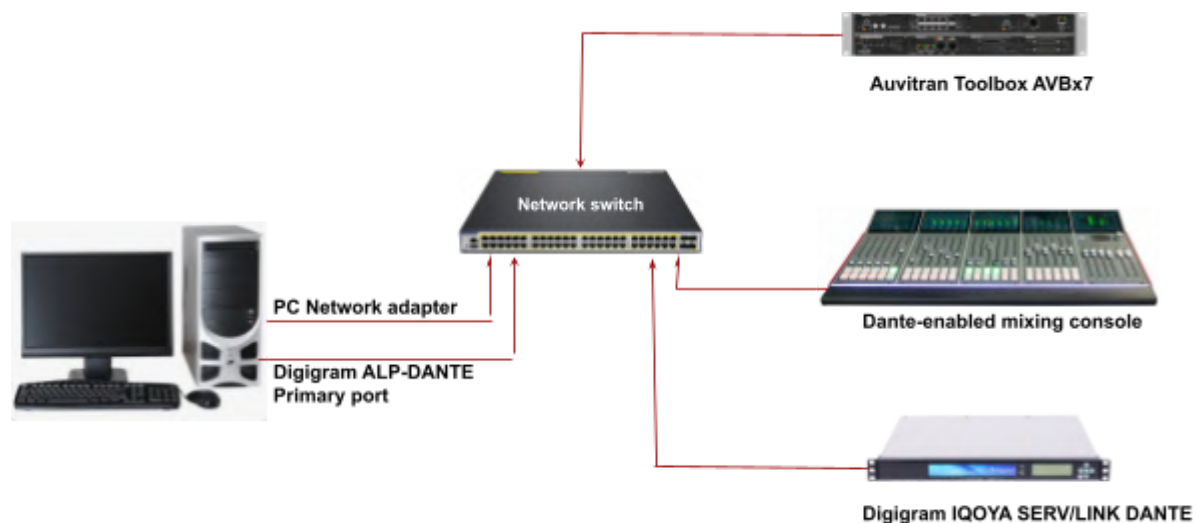 Auvitran Toolbox AVBx7
Network switch
PC Network adapter
Dante-enabled mixing console
Digigram ALP-DANTE
Primary port
Digigram IQOYA SERV/LINK DANTE